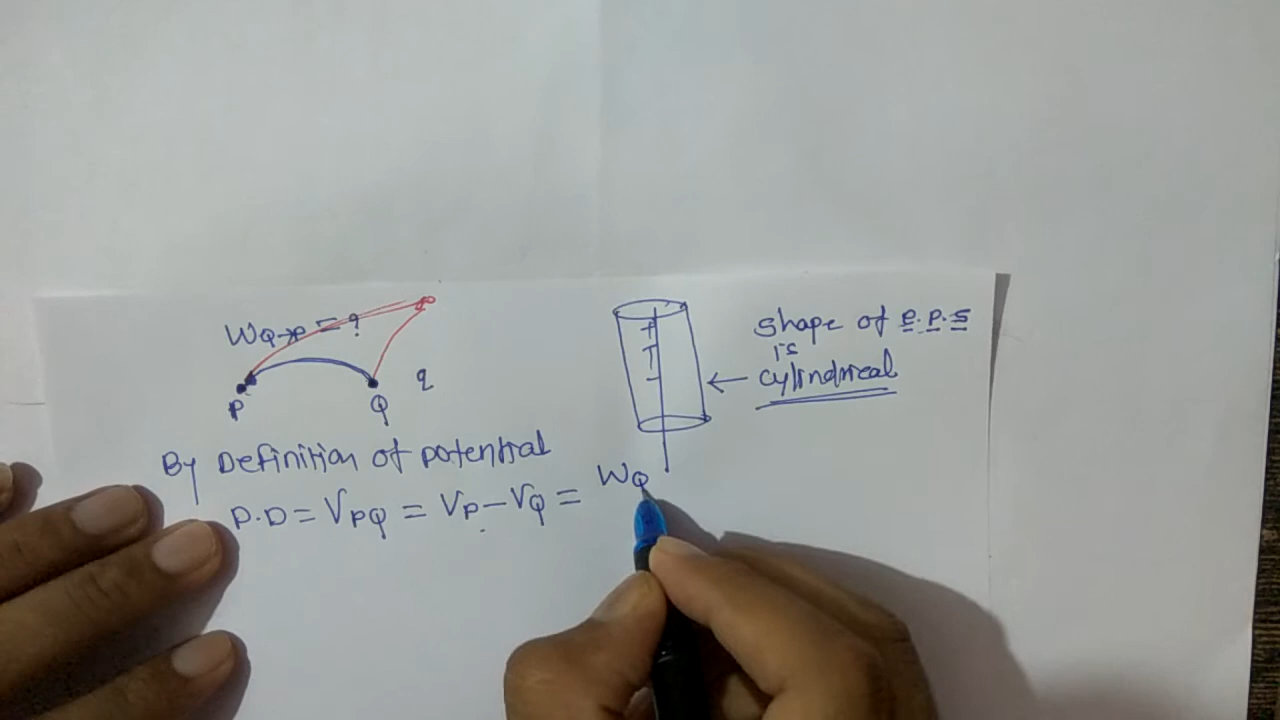 WQ→P = ?
P
Q
q
+
+
shape of e.p.s
is
cylindrical
By Definition of potential
P.D = VPQ = VP - VQ = WQ